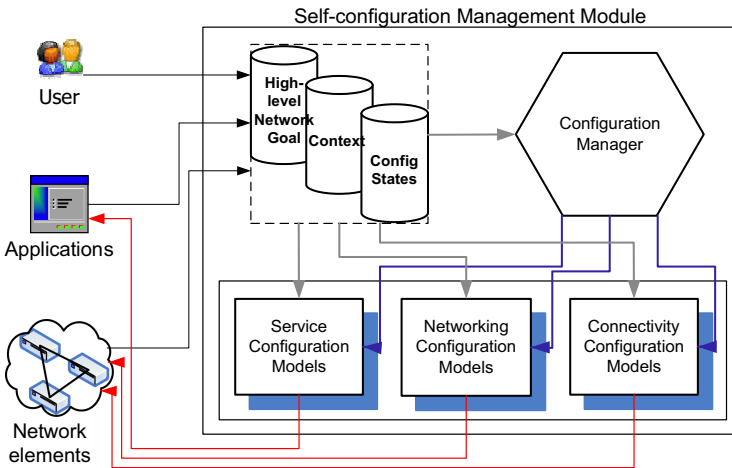 Self-configuration Management Module
User
High-
level
Network
Goal
Context
Config
States
Configuration
Manager
Applications
Service
Configuration
Models
Networking
Configuration
Models
Connectivity
Configuration
Models
Network
elements